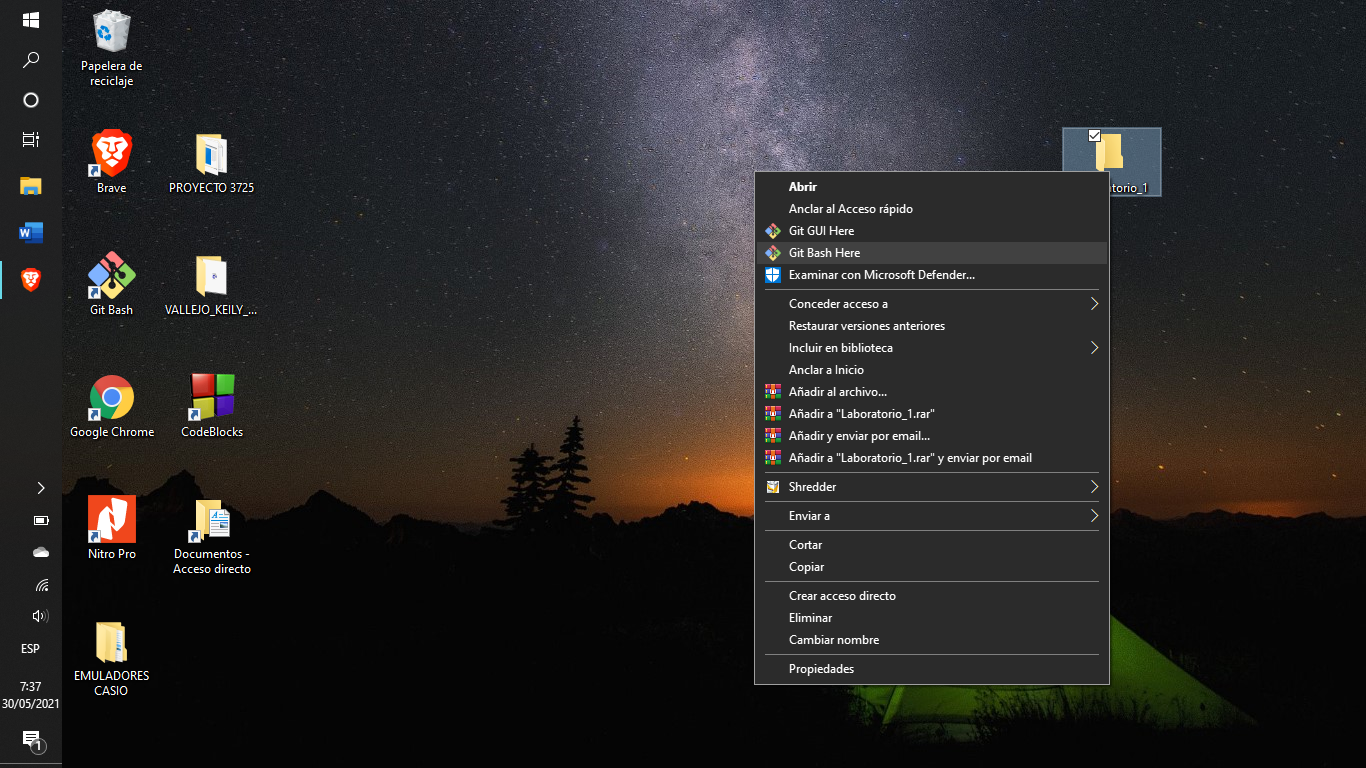 Papelera de
reciclaje
Brave
PROYECTO 3725
Git Bash
VALLEJO_KEILY_...
Google Chrome
CodeBlocks
Nitro Pro
Documentos -
Acceso directo
EMULADORES
CASIO
ESP
7:37
30/05/2021
1
torio_1
Abrir
Anclar al Acceso rápido
Git GUI Here
Git Bash Here
Examinar con Microsoft Defender...
Conceder acceso a
Restaurar versiones anteriores
Incluir en biblioteca
Anclar a Inicio
Añadir al archivo...
Añadir a "Laboratorio_1.rar"
Añadir y enviar por email...
Añadir a "Laboratorio_1.rar" y enviar por email
Shredder
Enviar a
Cortar
Copiar
Crear acceso directo
Eliminar
Cambiar nombre
Propiedades